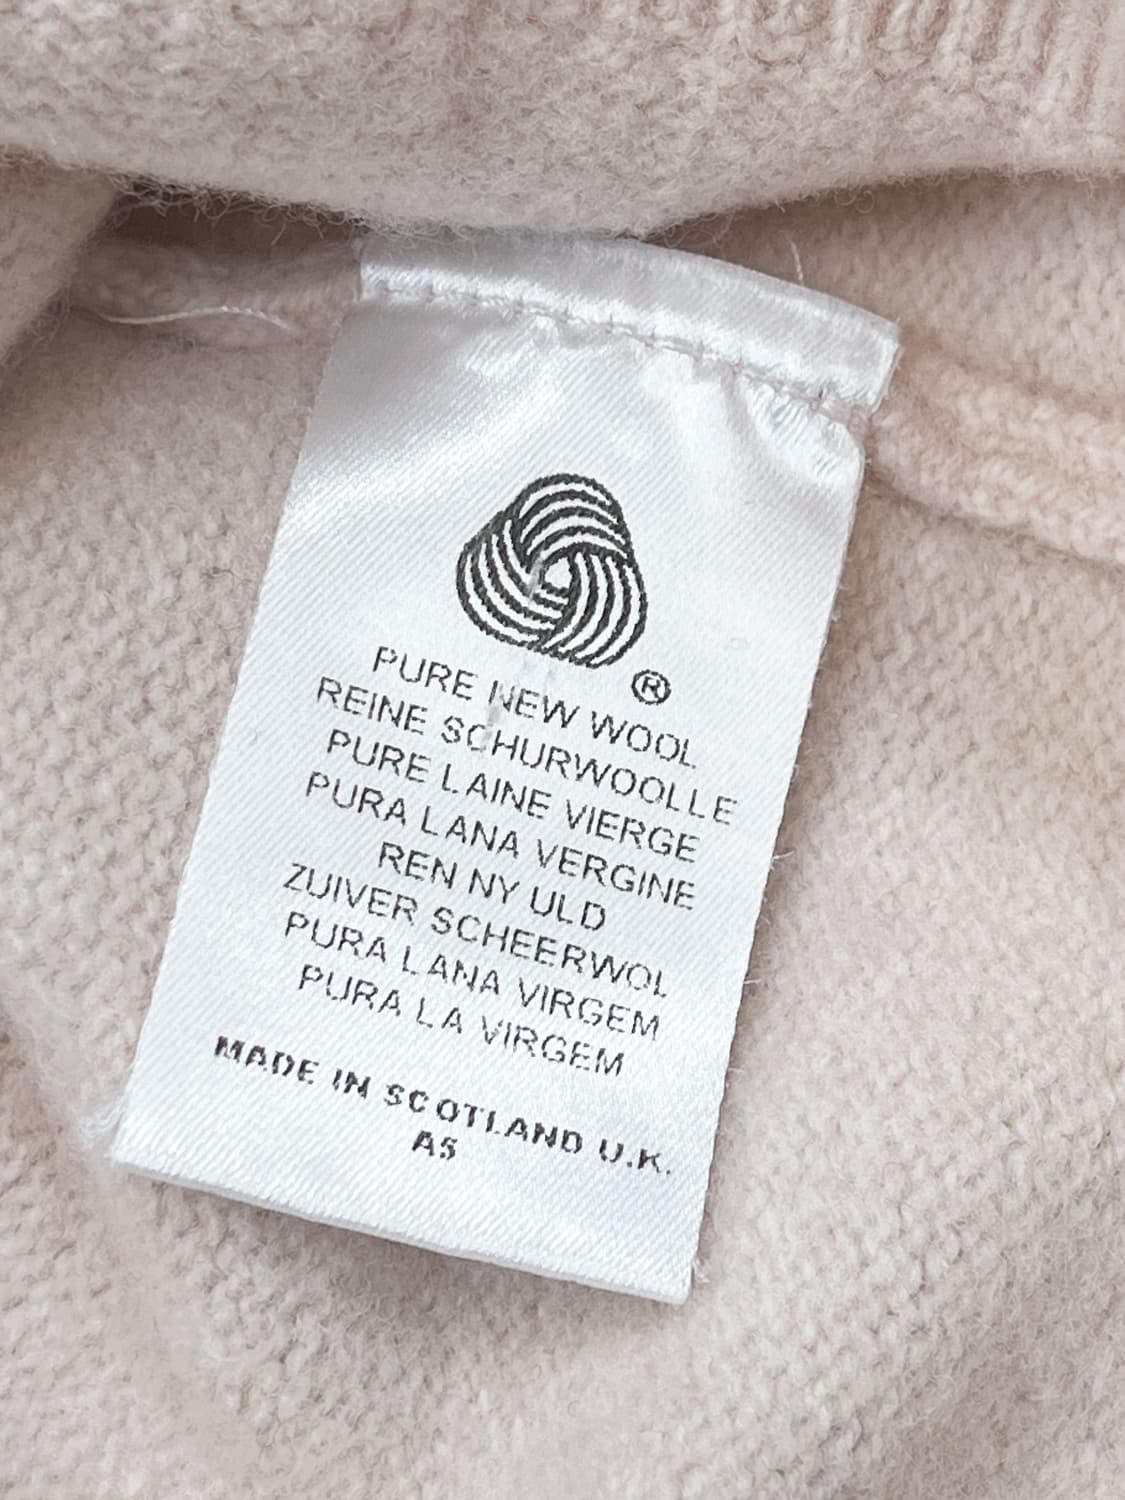 ®
PURE NEW WOOL
REINE SCHURWOOLLE
PURE LAINE VIERGE
PURA LANA VERGINE
REN NY ULD
ZUIVER SCHEERWOL
PURA LANA VIRGEM
PURA LA VIRGEM
MADE IN SCOTLAND U.K.
A5